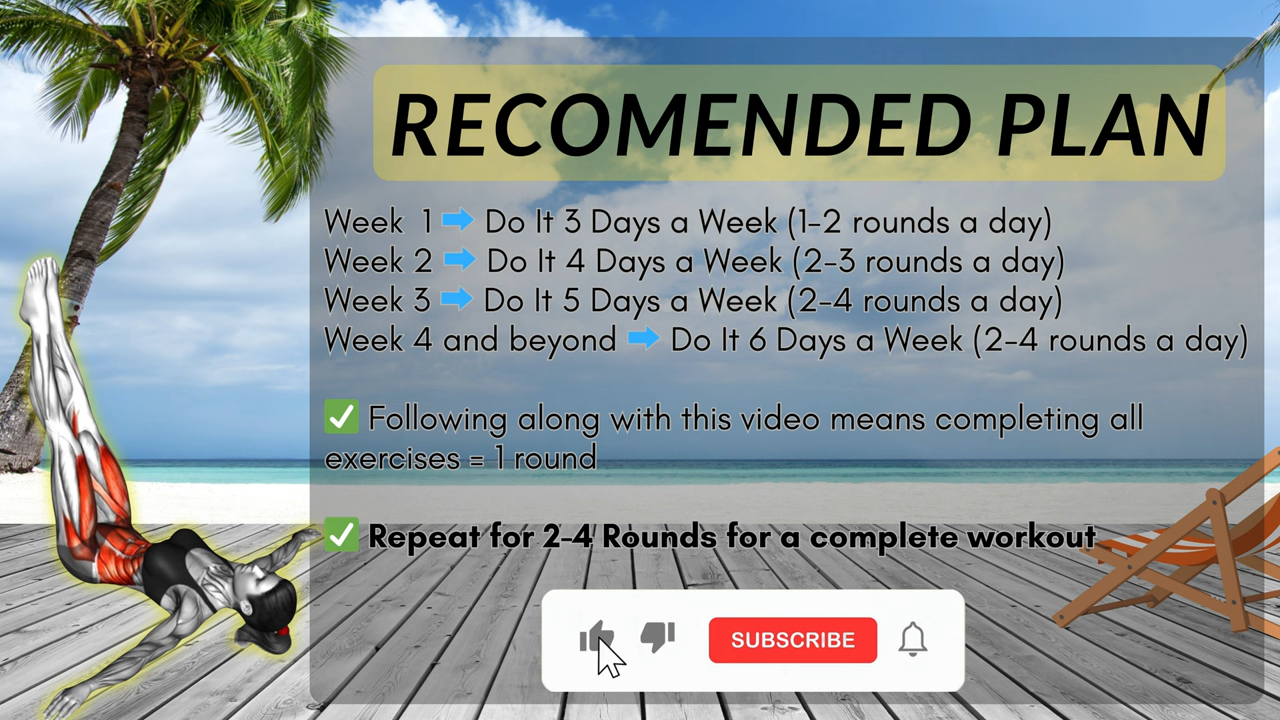 RECOMENDED PLAN
Week 1 ➡ Do It 3 Days a Week (1-2 rounds a day)
Week 2 ➡ Do It 4 Days a Week (2-3 rounds a day)
Week 3 ➡ Do It 5 Days a Week (2-4 rounds a day)
Week 4 and beyond ➡ Do It 6 Days a Week (2-4 rounds a day)
✅ Following along with this video means completing all
exercises = 1 round
✅ Repeat for 2-4 Rounds for a complete workout
SUBSCRIBE